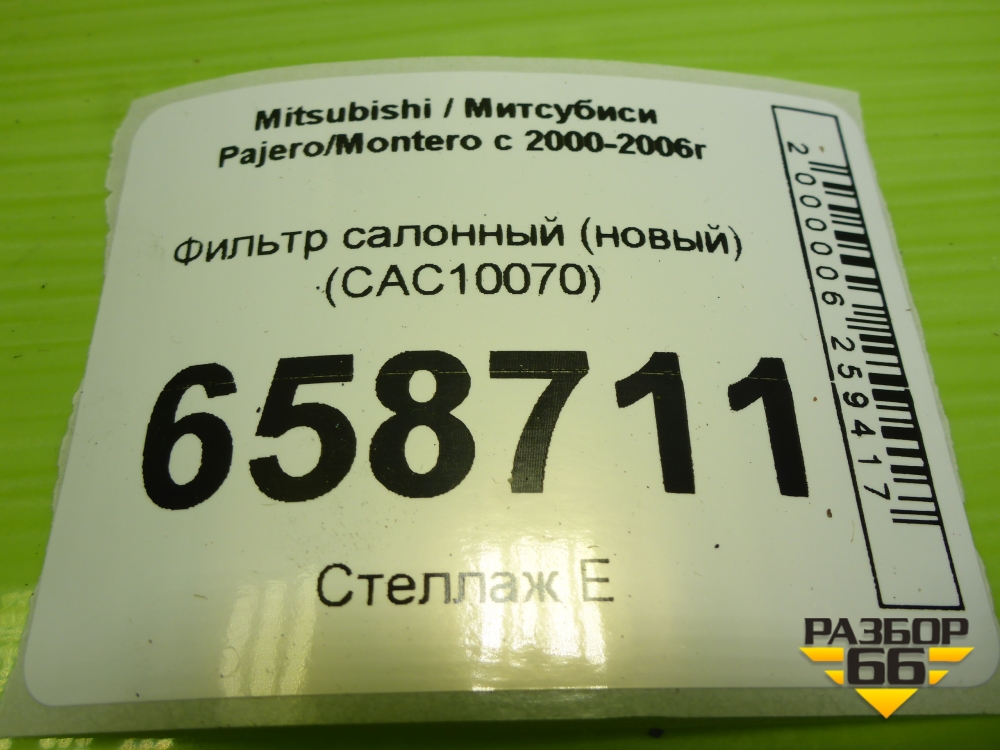 Mitsubishi / Митсубиси
Pajero/Montero с 2000-2006г
Фильтр салонный (новый)
(CAC10070)
658711
Стеллаж Е
2000006259417
РАЗБОР
66